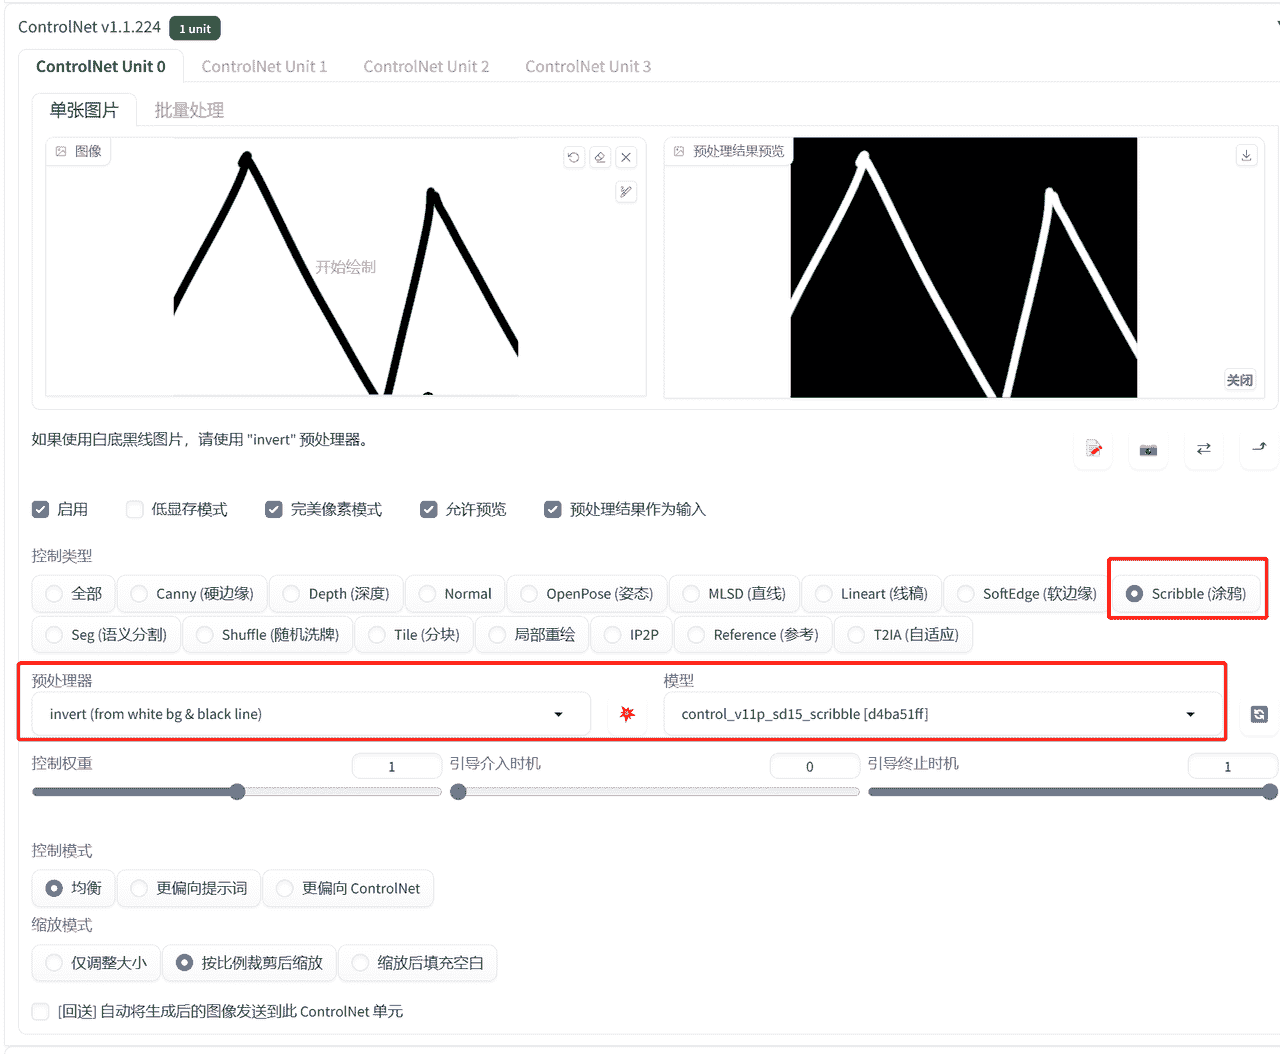 ControlNet v1.1.224 1 unit
ControlNet Unit 0 ControlNet Unit 1 ControlNet Unit 2 ControlNet Unit 3
单张图片 批量处理
图像 预处理结果预览
开始绘制
关闭
如果使用白底黑线图片，请使用 "invert" 预处理器。
启用 低显存模式 完美像素模式 允许预览 预处理结果作为输入
控制类型
全部 Canny (硬边缘) Depth (深度) Normal OpenPose (姿态) MLSD (直线) Lineart (线稿) SoftEdge (软边缘) Scribble (涂鸦)
Seg (语义分割) Shuffle (随机洗牌) Tile (分块) 局部重绘 IP2P Reference (参考) T2IA (自适应)
预处理器 模型
invert (from white bg & black line) control_v11p_sd15_scribble [d4ba51ff]
控制权重 1 引导介入时机 0 引导终止时机 1
控制模式
均衡 更偏向提示词 更偏向 ControlNet
缩放模式
仅调整大小 按比例裁剪后缩放 缩放后填充空白
[回送] 自动将生成后的图像发送到此 ControlNet 单元